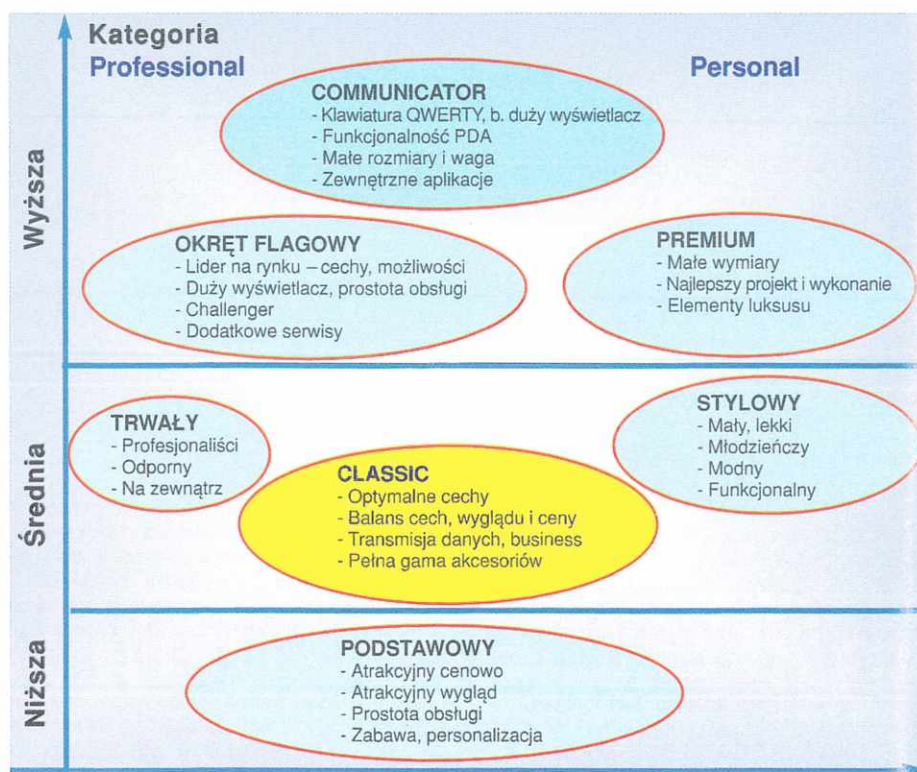 Kategoria
Professional
Personal
Wyższa
COMMUNICATOR
- Klawiatura QWERTY, b. duży wyświetlacz
- Funkcjonalność PDA
- Małe rozmiary i waga
- Zewnętrzne aplikacje
OKRĘT FLAGOWY
- Lider na rynku – cechy, możliwości
- Duży wyświetlacz, prostota obsługi
- Challenger
- Dodatkowe serwisy
PREMIUM
- Małe wymiary
- Najlepszy projekt i wykonanie
- Elementy luksusu
Średnia
TRWAŁY
- Profesjonaliści
- Odporny
- Na zewnątrz
CLASSIC
- Optymalne cechy
- Balans cech, wyglądu i ceny
- Transmisja danych, business
- Pełna gama akcesoriów
STYLOWY
- Mały, lekki
- Młodzieńczy
- Modny
- Funkcjonalny
Niższa
PODSTAWOWY
- Atrakcyjny cenowo
- Atrakcyjny wygląd
- Prostota obsługi
- Zabawa, personalizacja